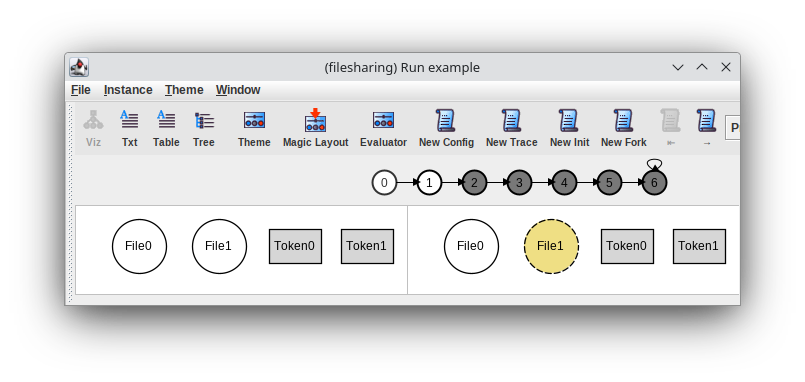 (filesharing) Run example
File Instance Theme Window
Viz Txt Table Tree Theme Magic Layout Evaluator New Config New Trace New Init New Fork ⇤ → P
0 1 2 3 4 5 6
File0 File1 Token0 Token1 File0 File1 Token0 Token1